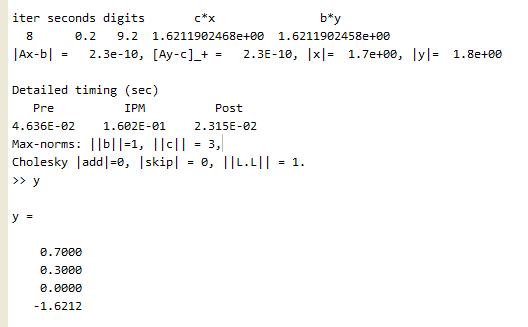 iter seconds digits c*x b*y
8 0.2 9.2 1.6211902468e+00 1.6211902458e+00
|Ax-b| = 2.3e-10, [Ay-c]_+ = 2.3E-10, |x|= 1.7e+00, |y|= 1.8e+00
Detailed timing (sec)
Pre IPM Post
4.636E-02 1.602E-01 2.315E-02
Max-norms: ||b||=1, ||c|| = 3,
Cholesky |add|=0, |skip| = 0, ||L.L|| = 1.
>> y
y =
0.7000
0.3000
0.0000
-1.6212